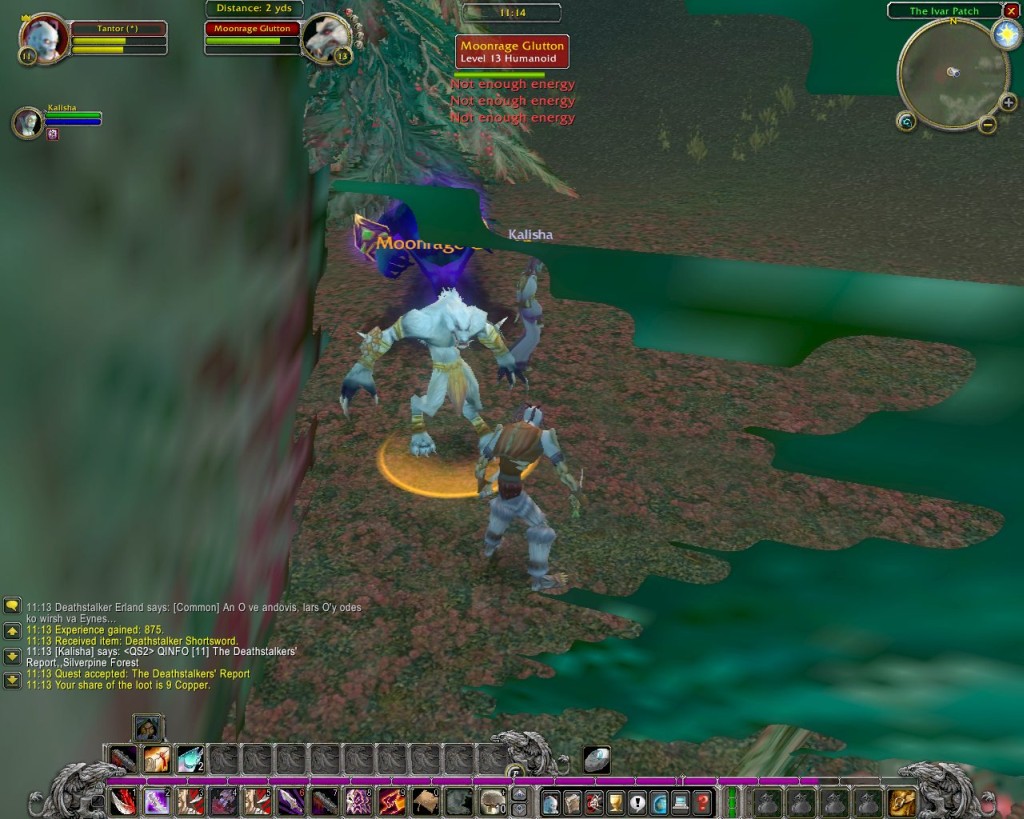 Distance: 2 yds
11:14
The Ivar Patch
N
Tantor (*)
Moonrage Glutton
11
13
Moonrage Glutton
Level 13 Humanoid
Not enough energy
Not enough energy
Not enough energy
Kalisha
Kalisha
Moonrage G
11:13 Deathstalker Erland says: [Common] An O ve andovis, lars O'y odes
ko wirsh va Eynes...
11:13 Experience gained: 875.
11:13 Received item: Deathstalker Shortsword.
11:13 [Kalisha] says: <QS2> QINFO [11] The Deathstalkers'
Report,,Silverpine Forest
11:13 Quest accepted: The Deathstalkers' Report
11:13 Your share of the loot is 9 Copper.
2